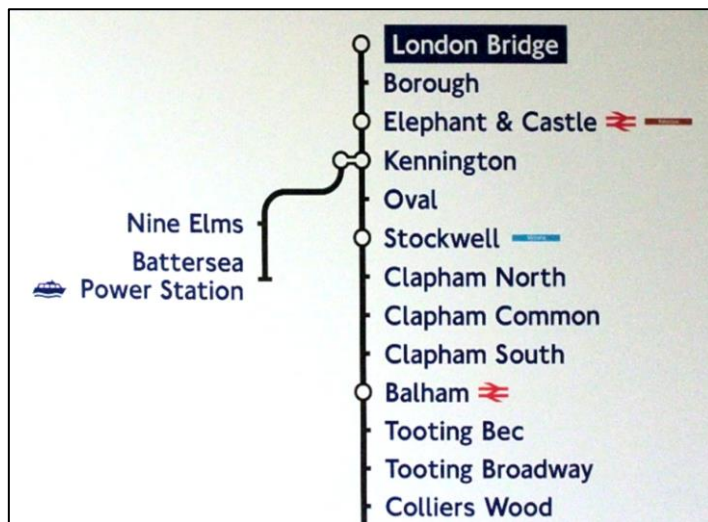 London Bridge
Borough
Elephant & Castle
Kennington
Oval
Nine Elms
Stockwell
Battersea
Power Station
Clapham North
Clapham Common
Clapham South
Balham
Tooting Bec
Tooting Broadway
Colliers Wood